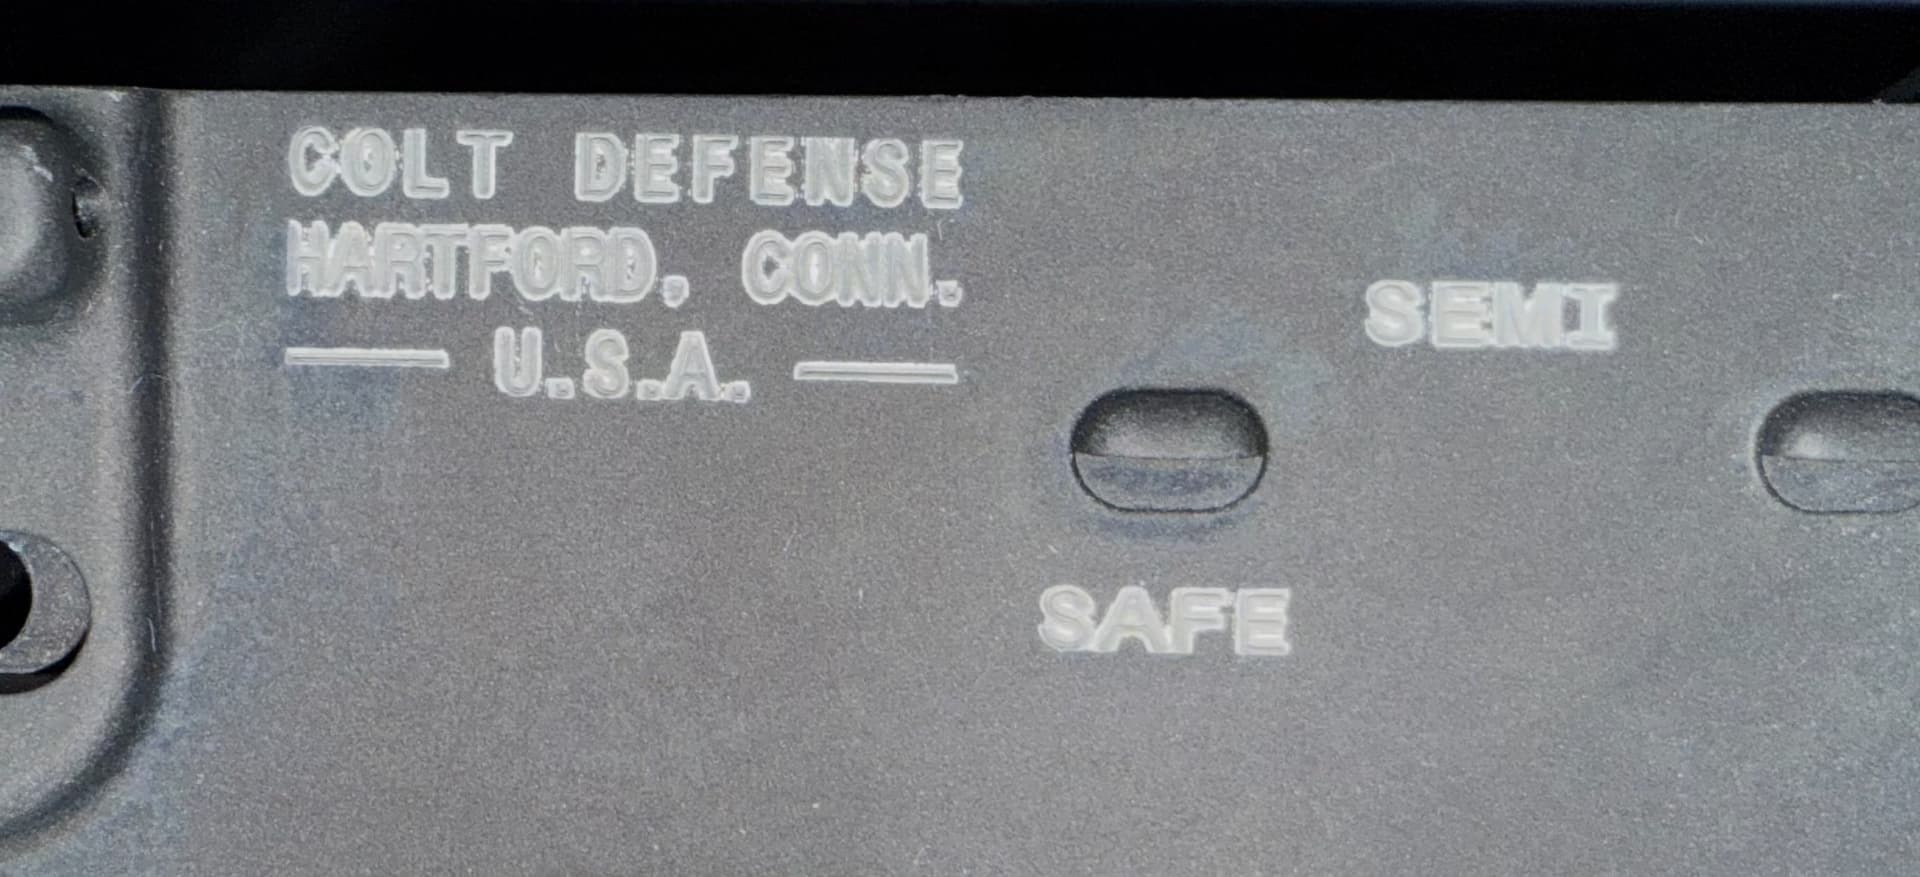 COLT DEFENSE
HARTFORD, CONN.
U.S.A.
SEMI
SAFE